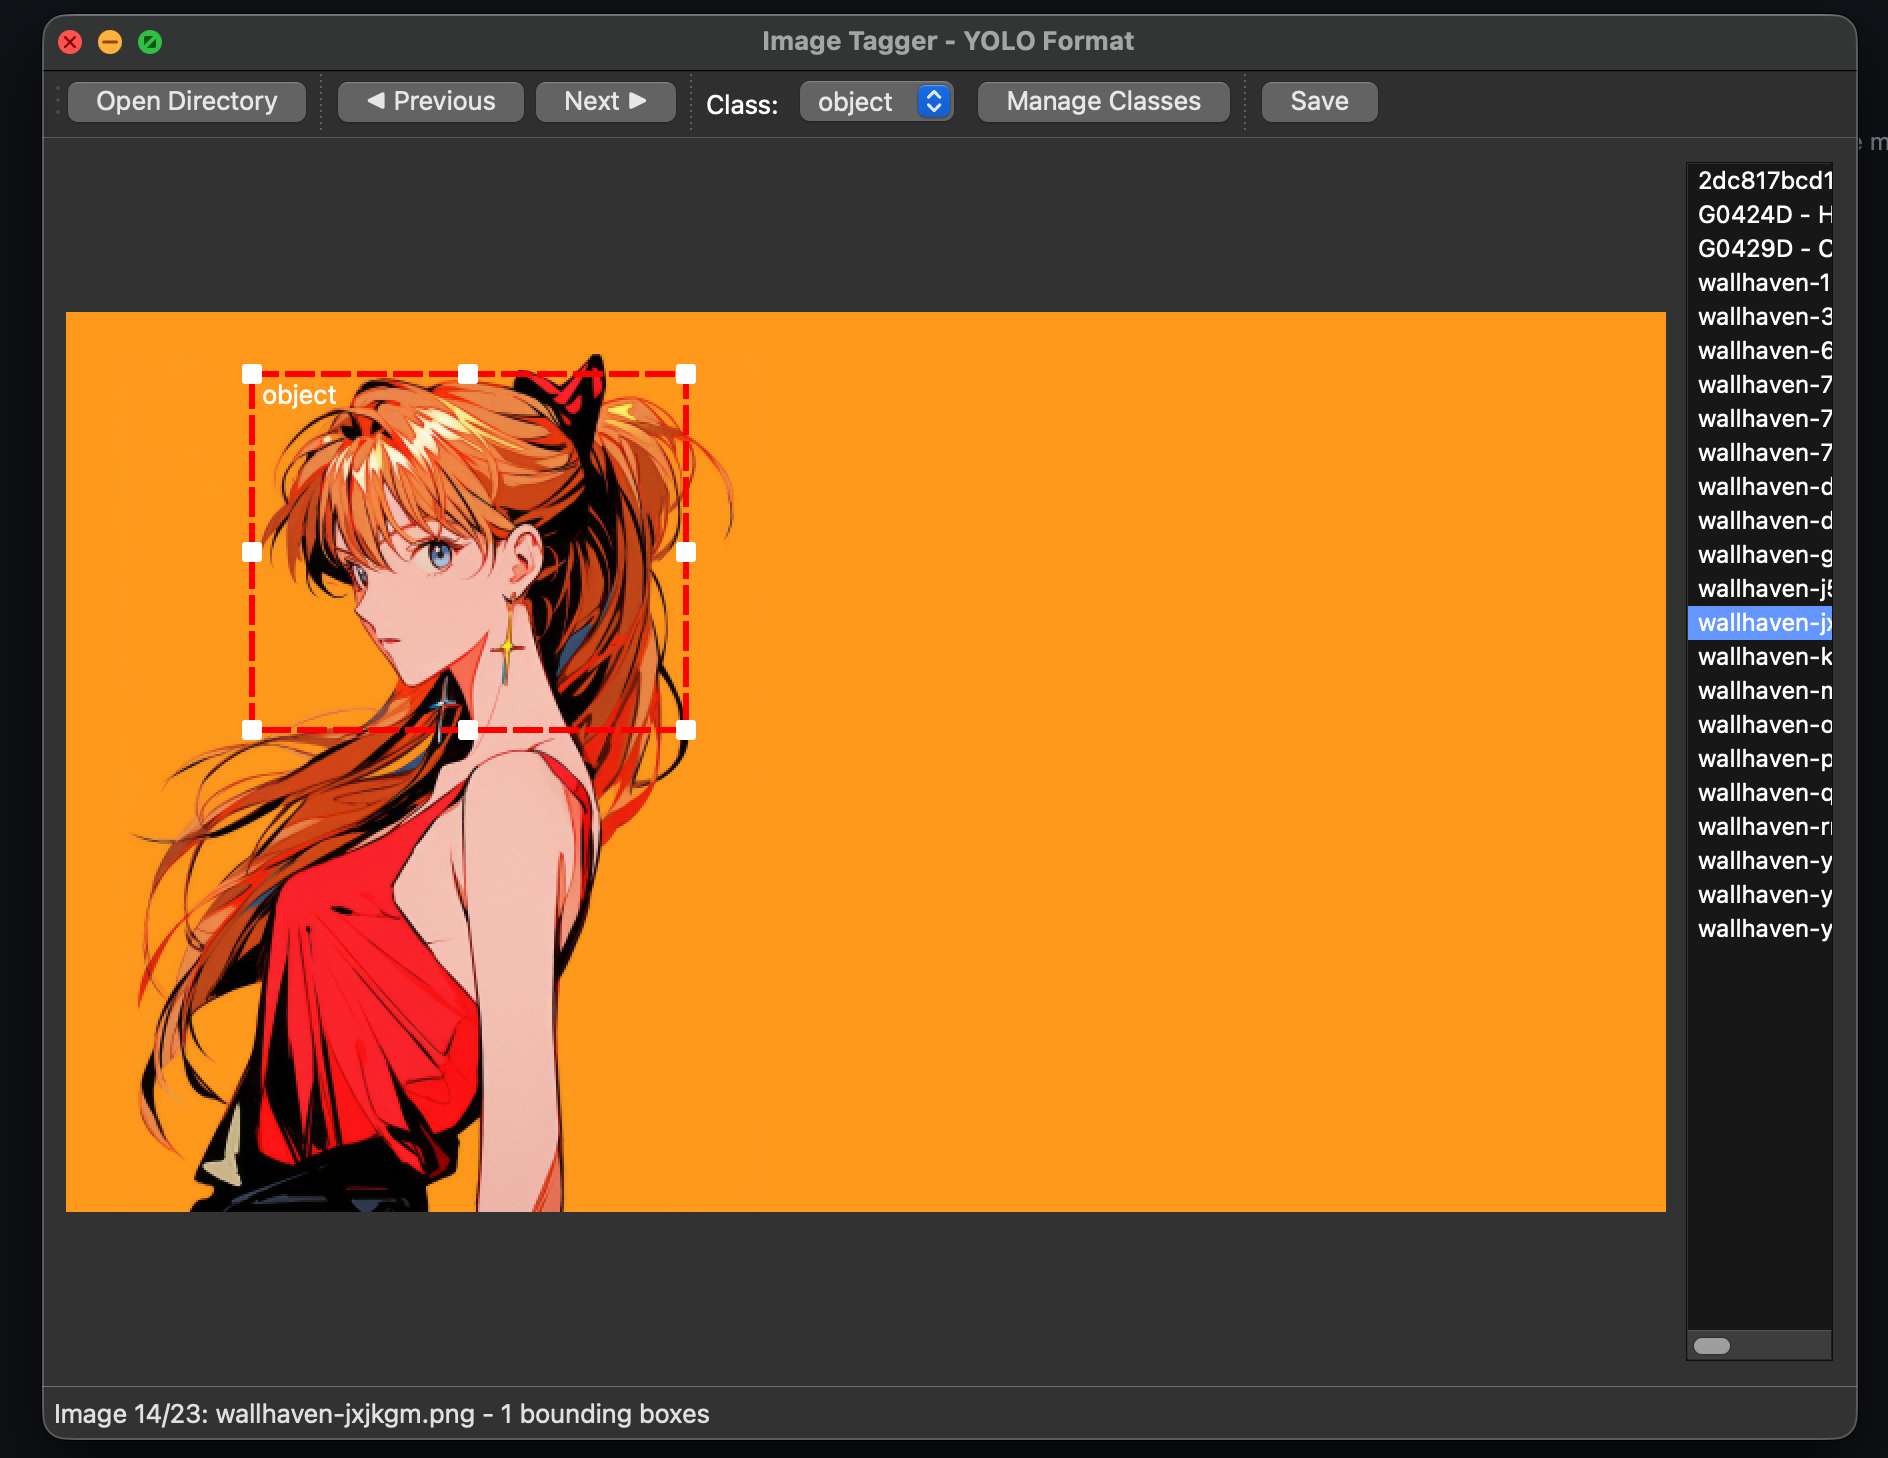 Image Tagger - YOLO Format
Open Directory
◀ Previous
Next ▶
Class:
object
Manage Classes
Save
object
2dc817bcd1
G0424D - H
G0429D - C
wallhaven-1
wallhaven-3
wallhaven-6
wallhaven-7
wallhaven-7
wallhaven-7
wallhaven-d
wallhaven-d
wallhaven-g
wallhaven-j5
wallhaven-jx
wallhaven-k
wallhaven-m
wallhaven-o
wallhaven-p
wallhaven-q
wallhaven-r
wallhaven-y
wallhaven-y
wallhaven-y
Image 14/23: wallhaven-jxjkgm.png - 1 bounding boxes